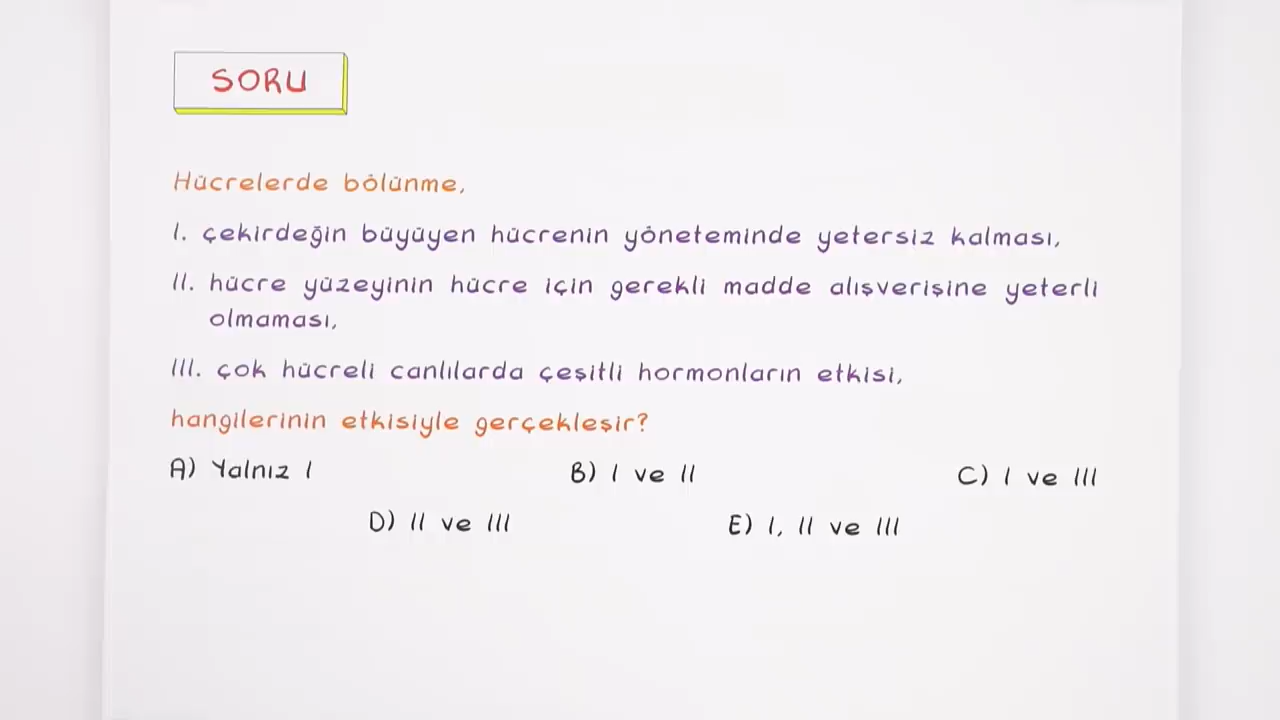 SORU
Hücrelerde bölünme,
I. çekirdeğin büyüyen hücrenin yöneteminde yetersiz kalması,
II. hücre yüzeyinin hücre için gerekli madde alışverişine yeterli
olmaması,
III. çok hücreli canlılarda çeşitli hormonların etkisi,
hangilerinin etkisiyle gerçekleşir?
A) Yalnız I B) I ve II C) I ve III
D) II ve III E) I, II ve III